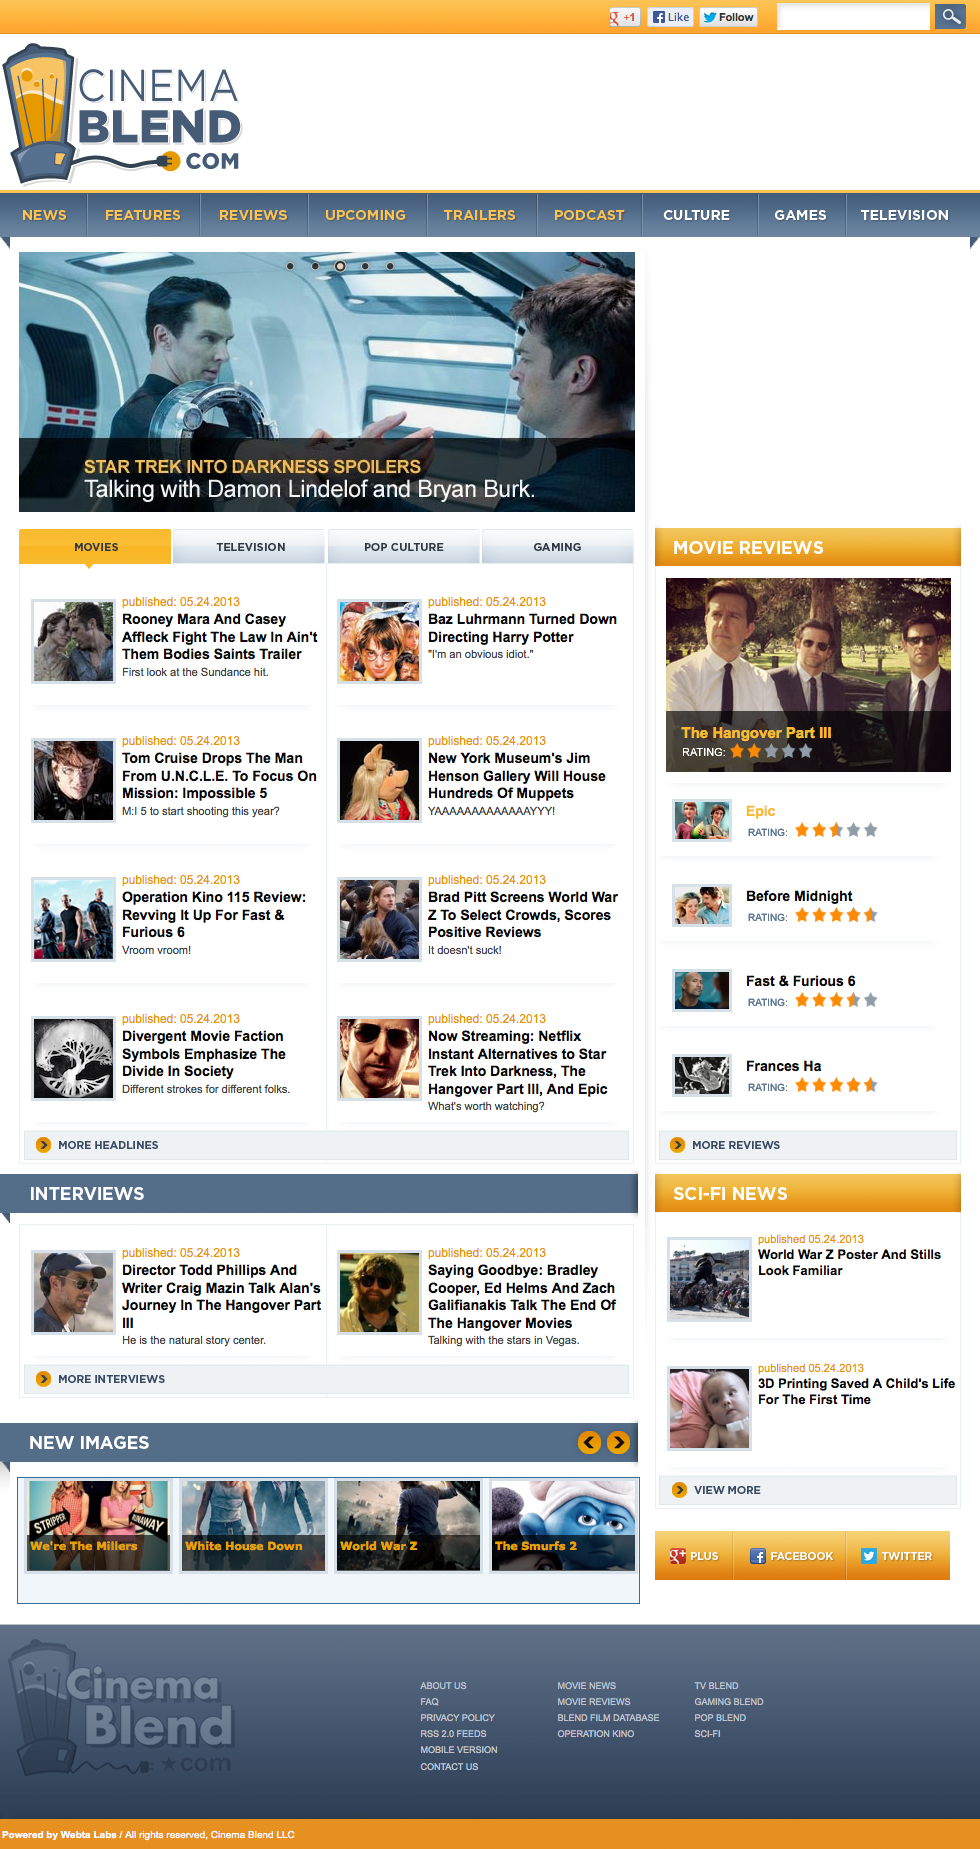 +1
Like
Follow
CINEMA
BLEND
COM
NEWS
FEATURES
REVIEWS
UPCOMING
TRAILERS
PODCAST
CULTURE
GAMES
TELEVISION
STAR TREK INTO DARKNESS SPOILERS
Talking with Damon Lindelof and Bryan Burk.
MOVIES
TELEVISION
POP CULTURE
GAMING
published: 05.24.2013
Rooney Mara And Casey
Affleck Fight The Law In Ain't
Them Bodies Saints Trailer
First look at the Sundance hit.
published: 05.24.2013
Baz Luhrmann Turned Down
Directing Harry Potter
"I'm an obvious idiot."
published: 05.24.2013
Tom Cruise Drops The Man
From U.N.C.L.E. To Focus On
Mission: Impossible 5
M:I 5 to start shooting this year?
published: 05.24.2013
New York Museum's Jim
Henson Gallery Will House
Hundreds Of Muppets
YAAAAAAAAAAAAAYYY!
published: 05.24.2013
Operation Kino 115 Review:
Revving It Up For Fast &
Furious 6
Vroom vroom!
published: 05.24.2013
Brad Pitt Screens World War
Z To Select Crowds, Scores
Positive Reviews
It doesn't suck!
published: 05.24.2013
Divergent Movie Faction
Symbols Emphasize The
Divide In Society
Different strokes for different folks.
published: 05.24.2013
Now Streaming: Netflix
Instant Alternatives to Star
Trek Into Darkness, The
Hangover Part III, And Epic
What's worth watching?
MORE HEADLINES
MOVIE REVIEWS
The Hangover Part III
RATING:
Epic
RATING:
Before Midnight
RATING:
Fast & Furious 6
RATING:
Frances Ha
RATING:
MORE REVIEWS
INTERVIEWS
published: 05.24.2013
Director Todd Phillips And
Writer Craig Mazin Talk Alan's
Journey In The Hangover Part
III
He is the natural story center.
published: 05.24.2013
Saying Goodbye: Bradley
Cooper, Ed Helms And Zach
Galifianakis Talk The End Of
The Hangover Movies
Talking with the stars in Vegas.
MORE INTERVIEWS
SCI-FI NEWS
published 05.24.2013
World War Z Poster And Stills
Look Familiar
published 05.24.2013
3D Printing Saved A Child's Life
For The First Time
VIEW MORE
NEW IMAGES
STRIPPER
RUNAWAY
We're The Millers
White House Down
World War Z
The Smurfs 2
PLUS
FACEBOOK
TWITTER
Cinema
Blend
com
ABOUT US
FAQ
PRIVACY POLICY
RSS 2.0 FEEDS
MOBILE VERSION
CONTACT US
MOVIE NEWS
MOVIE REVIEWS
BLEND FILM DATABASE
OPERATION KINO
TV BLEND
GAMING BLEND
POP BLEND
SCI-FI
Powered by Webta Labs / All rights reserved, Cinema Blend LLC